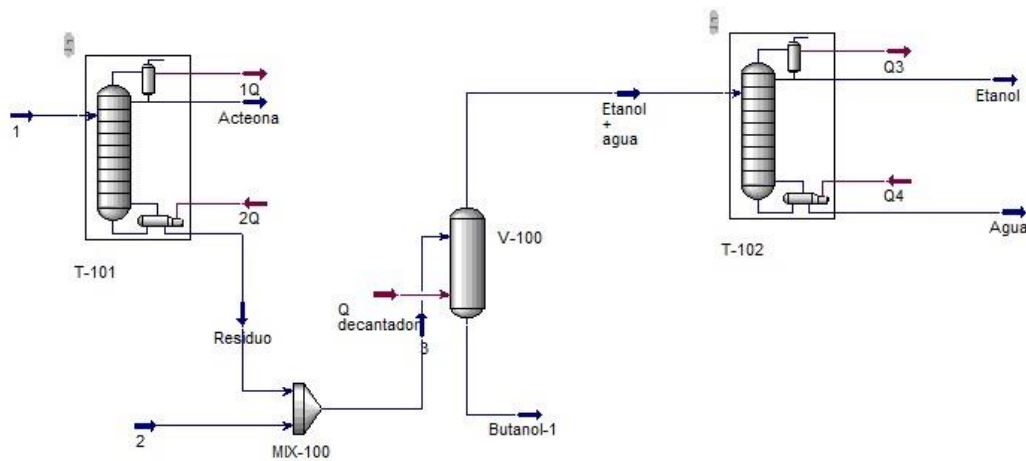 1
1Q
Acteona
2Q
T-101
Residuo
2
MIX-100
Q
decantador
3
V-100
Butanol-1
Etanol
+
agua
Q3
Etanol
Q4
Agua
T-102